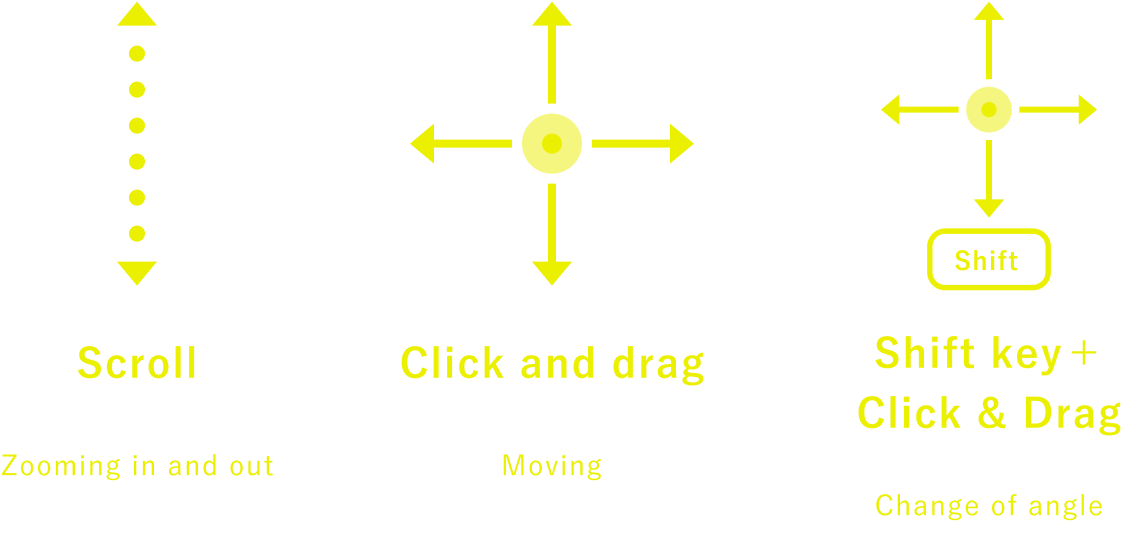 Scroll
Zooming in and out
Click and drag
Moving
Shift
Shift key＋
Click & Drag
Change of angle